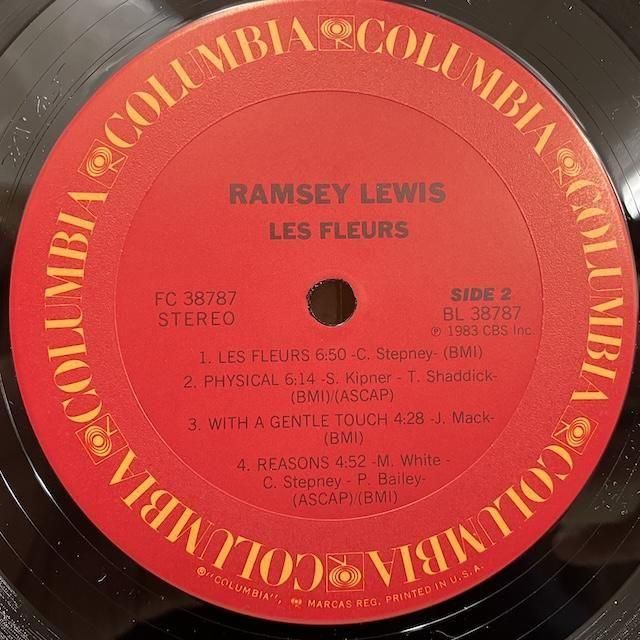 COLUMBIA COLUMBIA COLUMBIA COLUMBIA COLUMBIA COLUMBIA COLUMBIA
RAMSEY LEWIS
LES FLEURS
FC 38787
STEREO
SIDE 2
BL 38787
℗ 1983 CBS Inc.
1. LES FLEURS 6:50 -C. Stepney- (BMI)
2. PHYSICAL 6:14 -S. Kipner - T. Shaddick-
(BMI)/(ASCAP)
3. WITH A GENTLE TOUCH 4:28 -J. Mack-
(BMI)
4. REASONS 4:52 -M. White -
C. Stepney - P. Bailey-
(ASCAP)/(BMI)
®"COLUMBIA", MARCAS REG. PRINTED IN U.S.A.